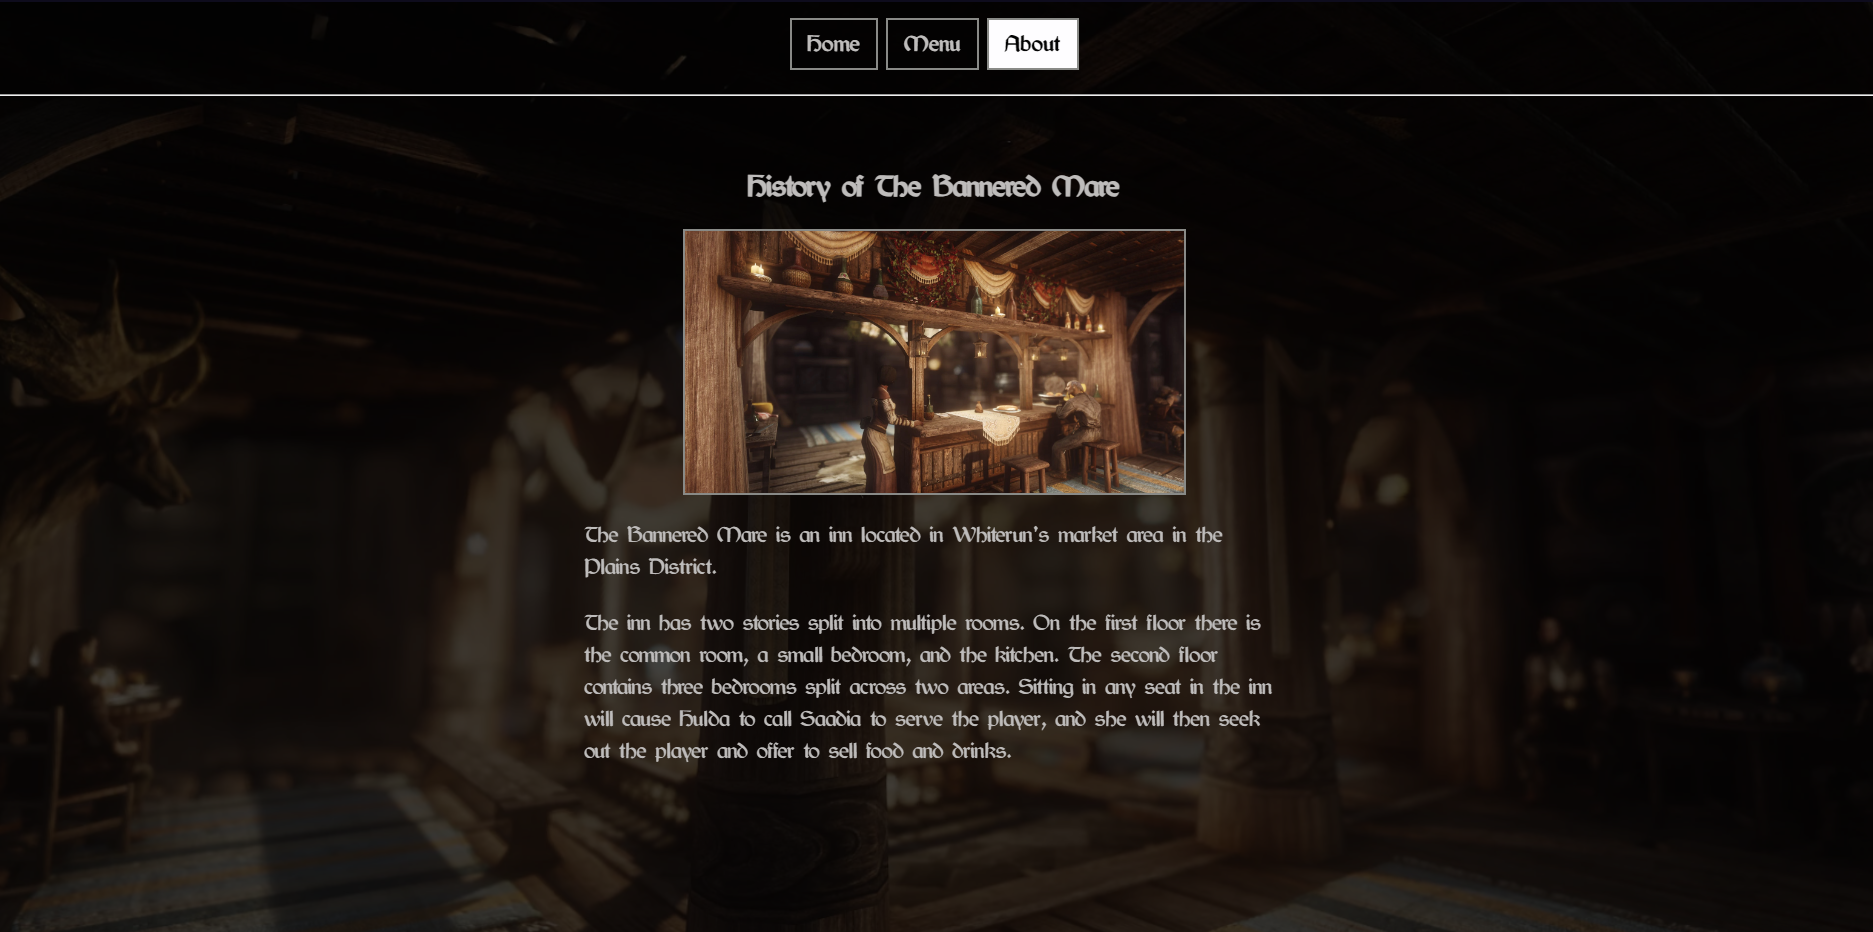 Home Menu About
History of The Bannered Mare
The Bannered Mare is an inn located in Whiterun's market area in the
Plains District.
The inn has two stories split into multiple rooms. On the first floor there is
the common room, a small bedroom, and the kitchen. The second floor
contains three bedrooms split across two areas. Sitting in any seat in the inn
will cause Hulda to call Saadia to serve the player, and she will then seek
out the player and offer to sell food and drinks.